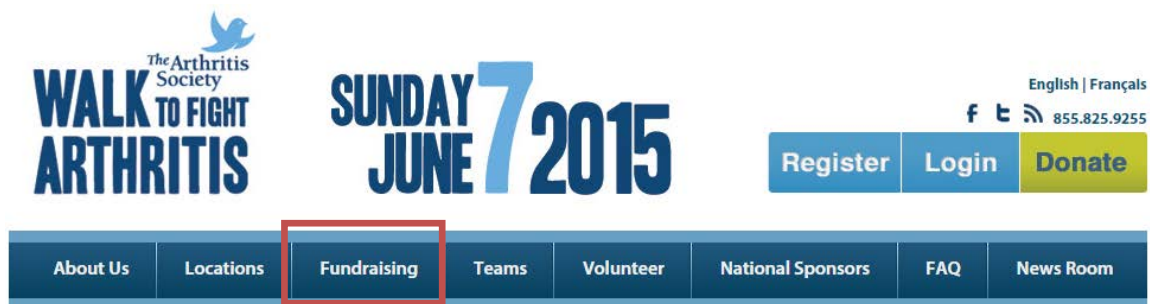 The Arthritis
Society
WALK TO FIGHT
ARTHRITIS
SUNDAY 7 2015
JUNE
English | Français
855.825.9255
Register Login Donate
About Us Locations Fundraising Teams Volunteer National Sponsors FAQ News Room